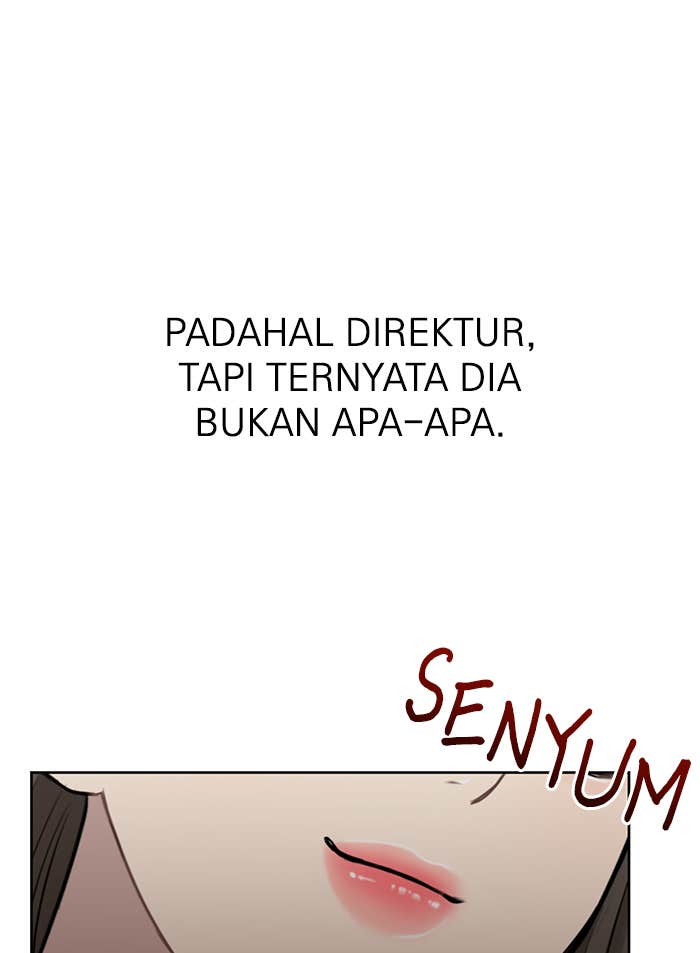 PADAHAL DIREKTUR,
TAPI TERNYATA DIA
BUKAN APA-APA.
SENYUM